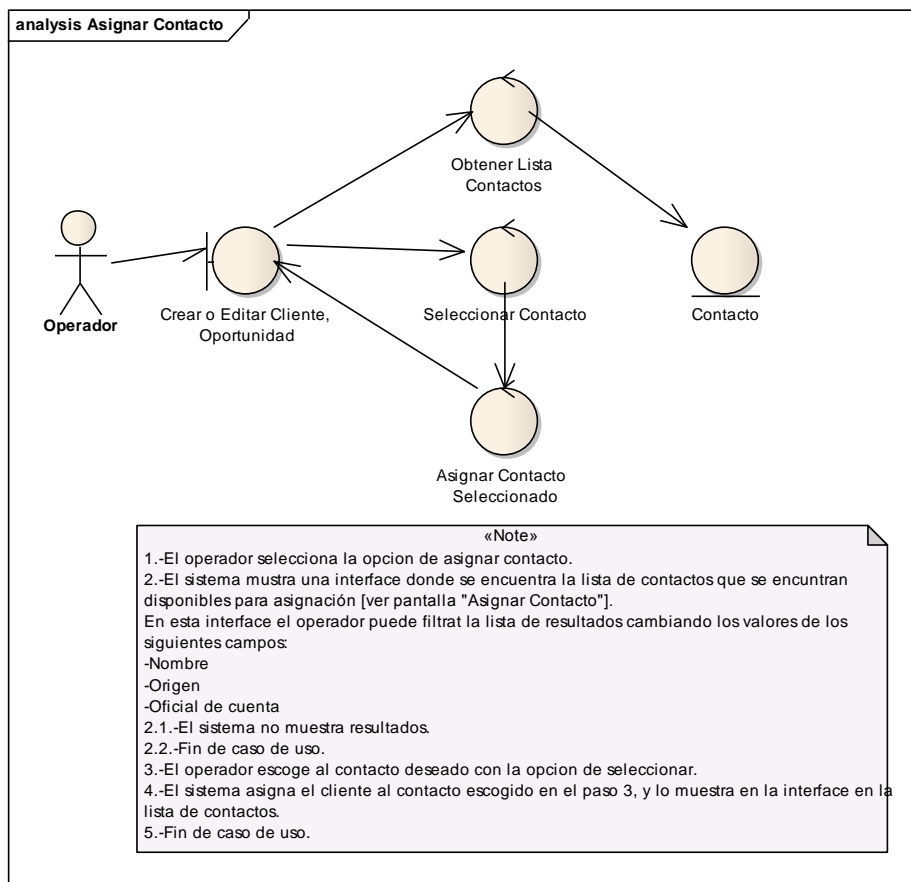 analysis Asignar Contacto
Obtener Lista
Contactos
Operador
Crear o Editar Cliente,
Oportunidad
Seleccionar Contacto
Contacto
Asignar Contacto
Seleccionado
«Note»
1.-El operador selecciona la opcion de asignar contacto.
2.-El sistema mustra una interface donde se encuentra la lista de contactos que se encuntran
disponibles para asignación [ver pantalla "Asignar Contacto"].
En esta interface el operador puede filtrat la lista de resultados cambiando los valores de los
siguientes campos:
-Nombre
-Origen
-Oficial de cuenta
2.1.-El sistema no muestra resultados.
2.2.-Fin de caso de uso.
3.-El operador escoge al contacto deseado con la opcion de seleccionar.
4.-El sistema asigna el cliente al contacto escogido en el paso 3, y lo muestra en la interface en la
lista de contactos.
5.-Fin de caso de uso.